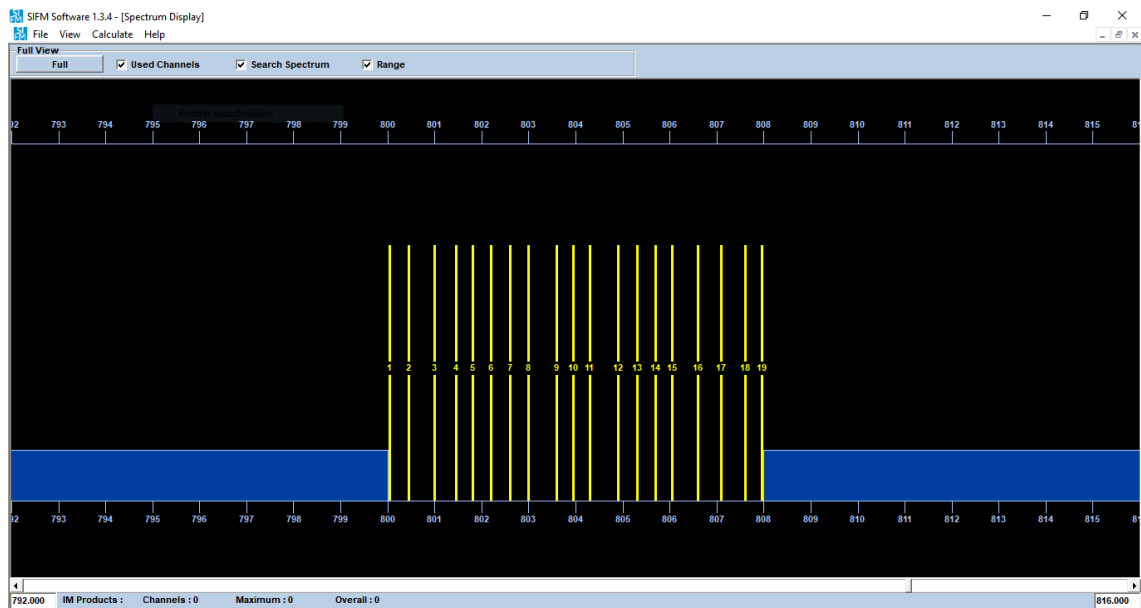 SIFM Software 1.3.4 - [Spectrum Display]
File View Calculate Help
Full View
Full Used Channels Search Spectrum Range
Fenster ausschneiden
92 793 794 795 796 797 798 799 800 801 802 803 804 805 806 807 808 809 810 811 812 813 814 815 8
1 2 3 4 5 6 7 8 9 10 11 12 13 14 15 16 17 18 19
92 793 794 795 796 797 798 799 800 801 802 803 804 805 806 807 808 809 810 811 812 813 814 815 8
792.000 IM Products : Channels : 0 Maximum : 0 Overall : 0 816.000